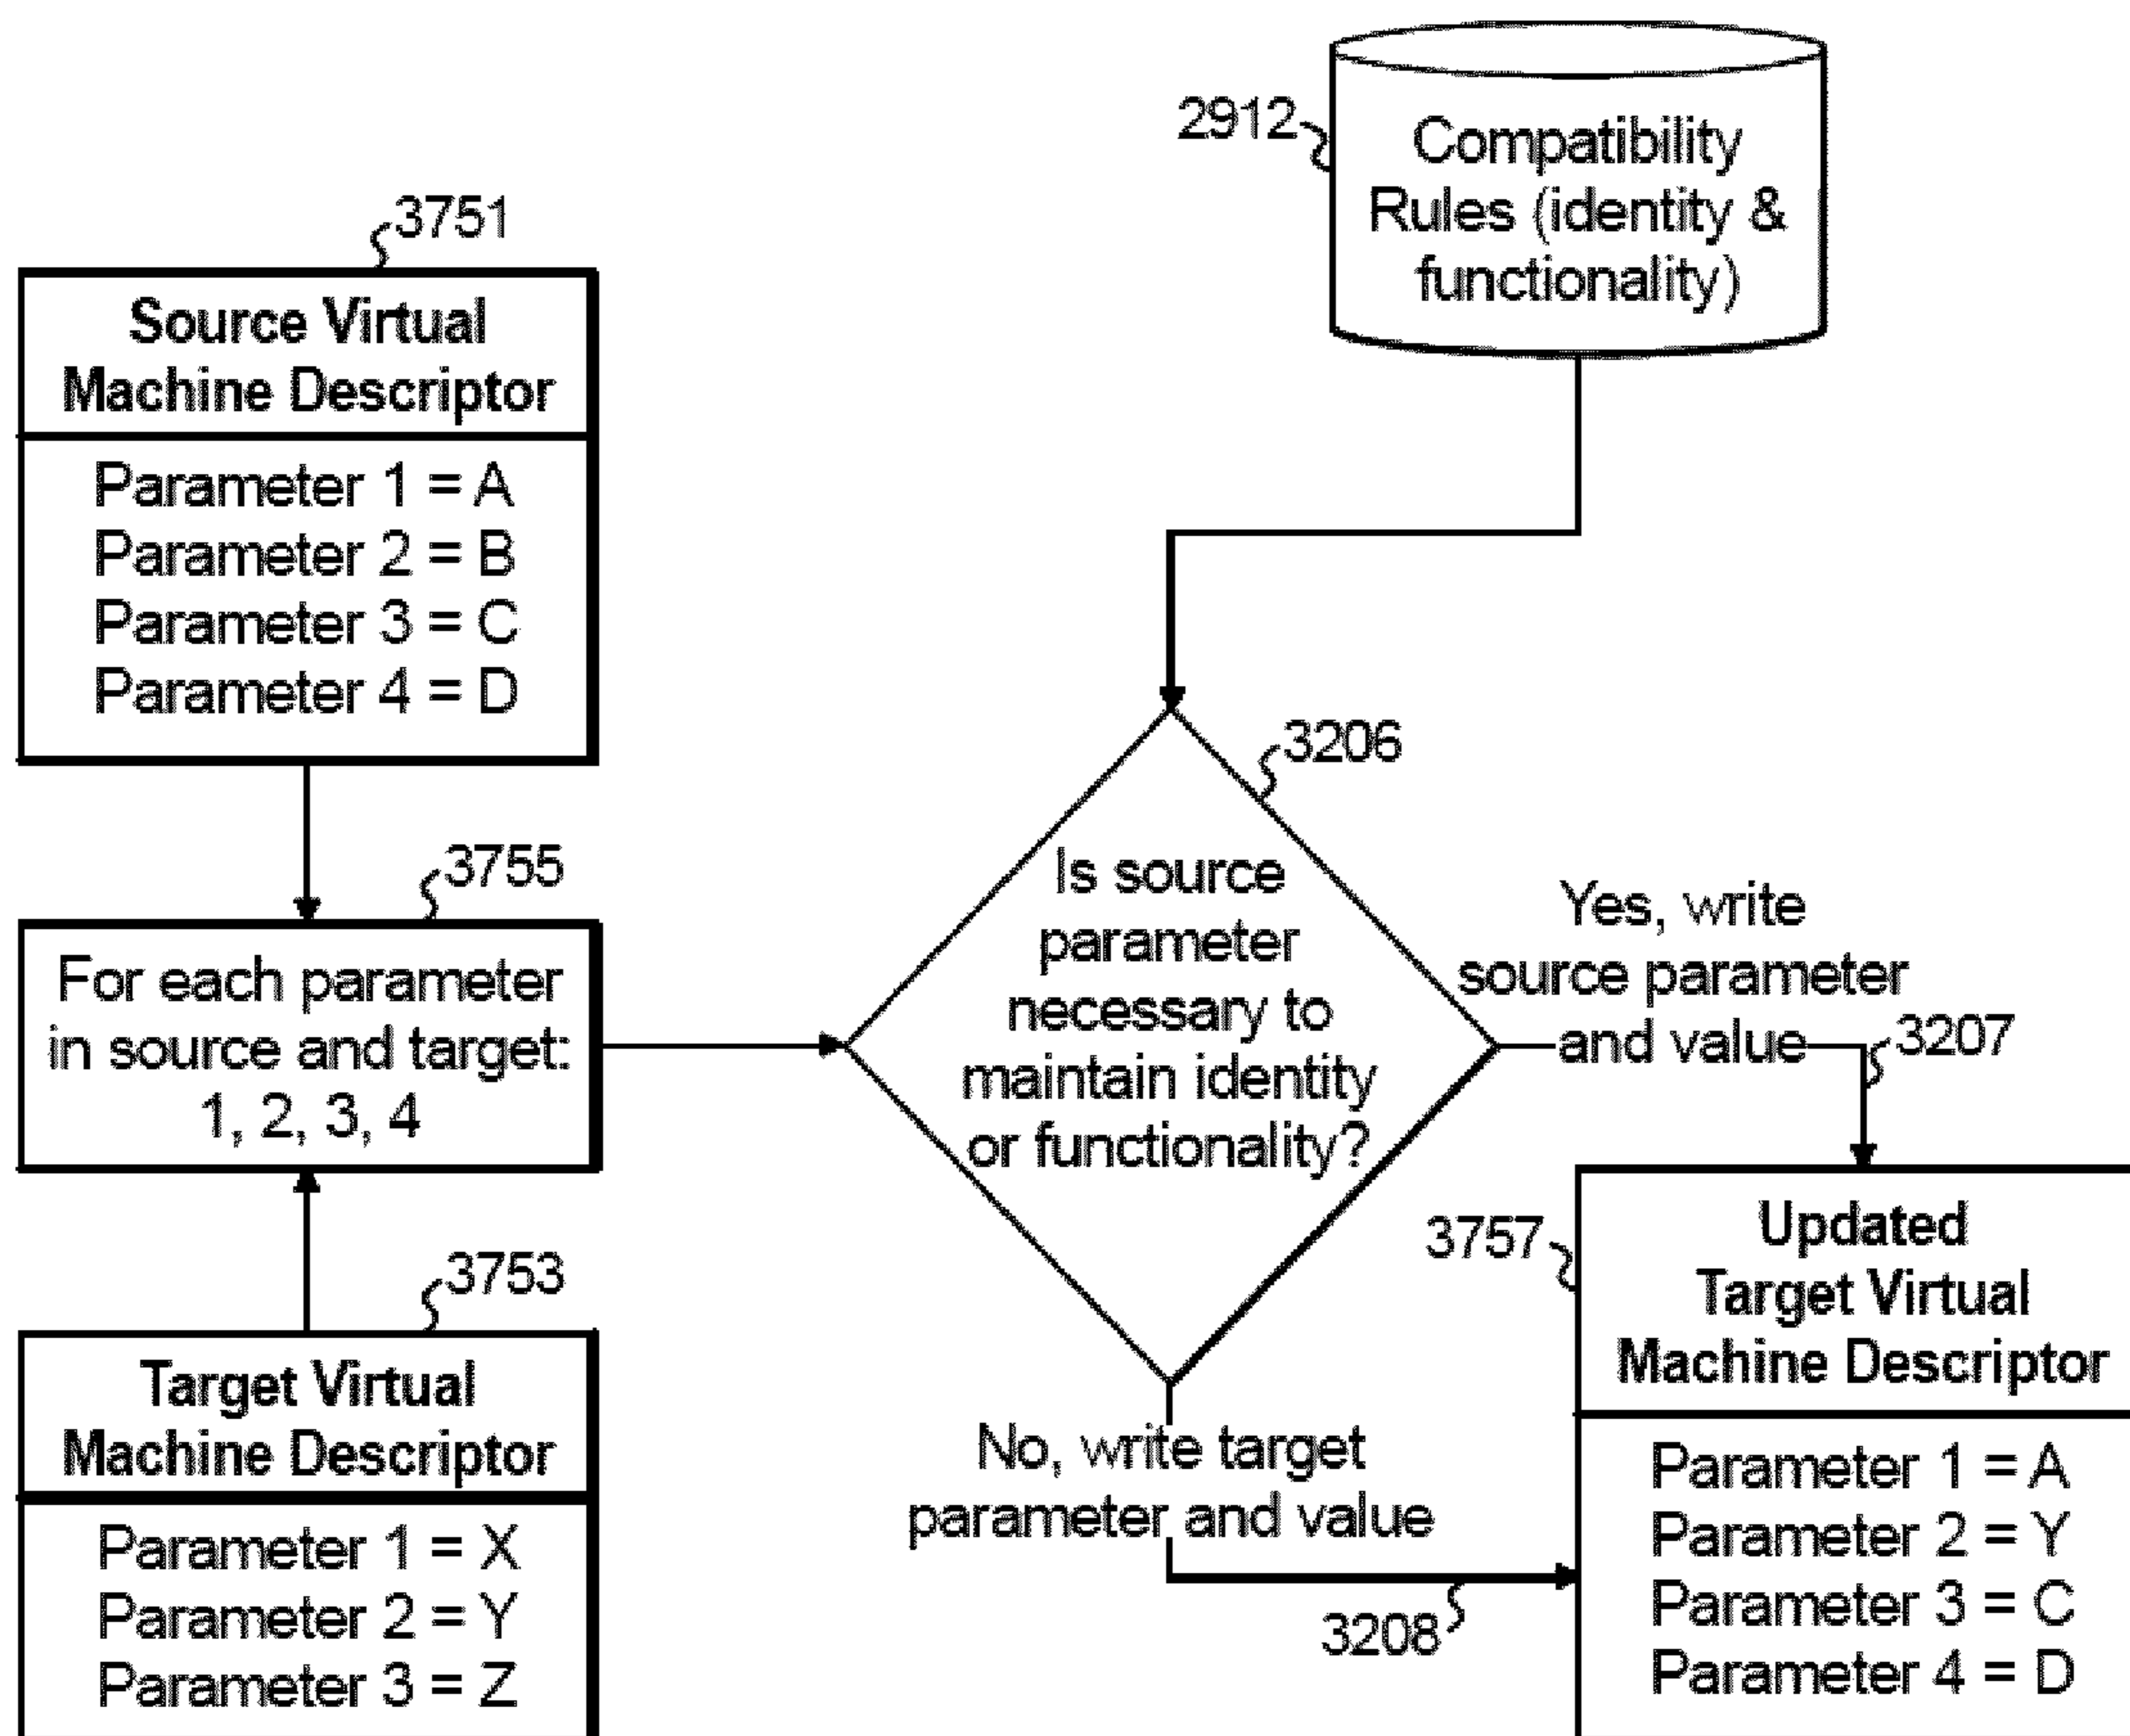 2912
Compatibility
Rules (identity &
functionality)
3751
Source Virtual
Machine Descriptor
Parameter 1 = A
Parameter 2 = B
Parameter 3 = C
Parameter 4 = D
3755
For each parameter
in source and target:
1, 2, 3, 4
3753
Target Virtual
Machine Descriptor
Parameter 1 = X
Parameter 2 = Y
Parameter 3 = Z
3206
Is source
parameter
necessary to
maintain identity
or functionality?
Yes, write
source parameter
and value
3207
No, write target
parameter and value
3208
3757
Updated
Target Virtual
Machine Descriptor
Parameter 1 = A
Parameter 2 = Y
Parameter 3 = C
Parameter 4 = D